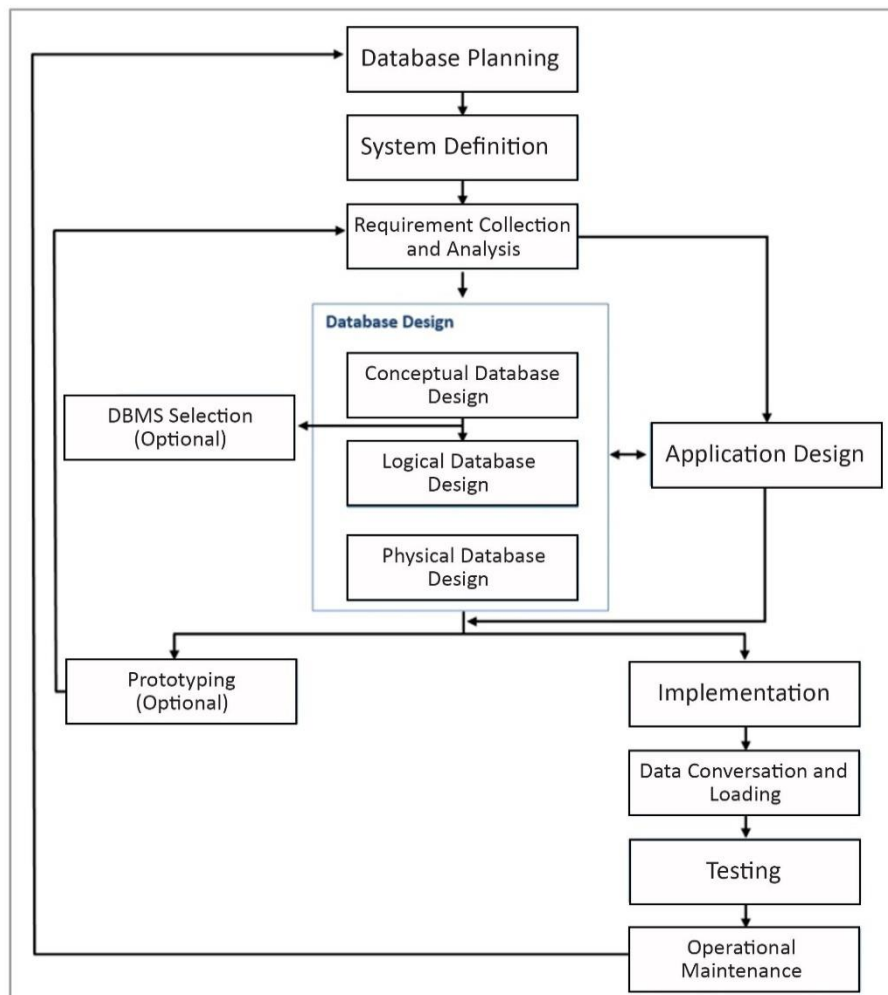 Database Planning
System Definition
Requirement Collection
and Analysis
Database Design
Conceptual Database
Design
DBMS Selection
(Optional)
Logical Database
Design
Application Design
Physical Database
Design
Prototyping
(Optional)
Implementation
Data Conversation and
Loading
Testing
Operational
Maintenance